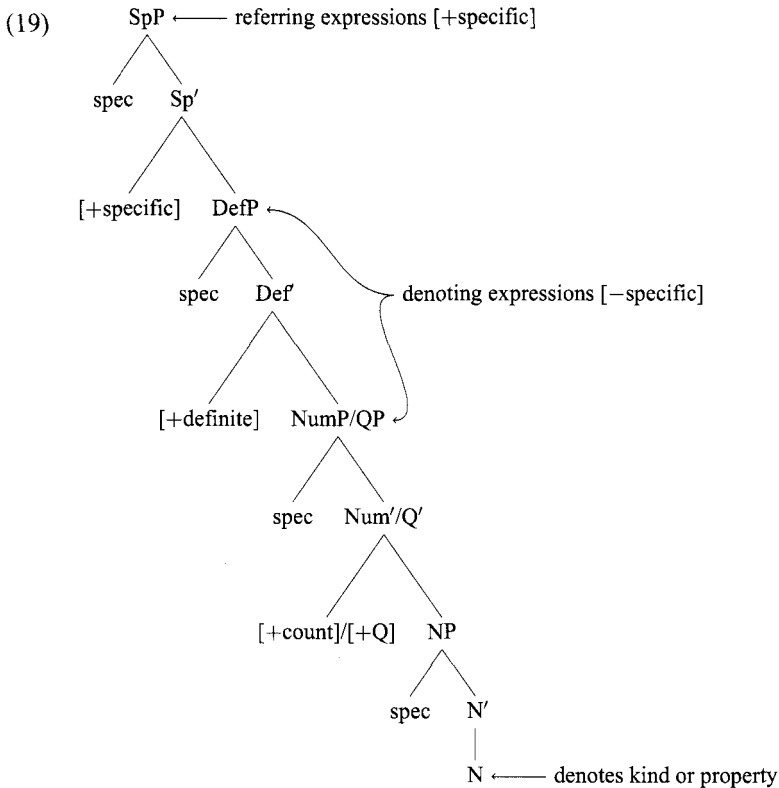 (19) SpP ← referring expressions [+specific]
spec Sp′
[+specific] DefP
spec Def′ denoting expressions [−specific]
[+definite] NumP/QP
spec Num′/Q′
[+count]/[+Q] NP
spec N′
N ← denotes kind or property